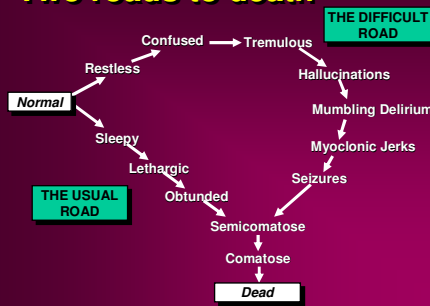 roads to death
THE DIFFICULT
ROAD
Confused
Tremulous
Restless
Hallucinations
Normal
Mumbling Delirium
Sleepy
Myoclonic Jerks
Lethargic
Seizures
THE USUAL
ROAD
Obtunded
Semicomatose
Comatose
Dead